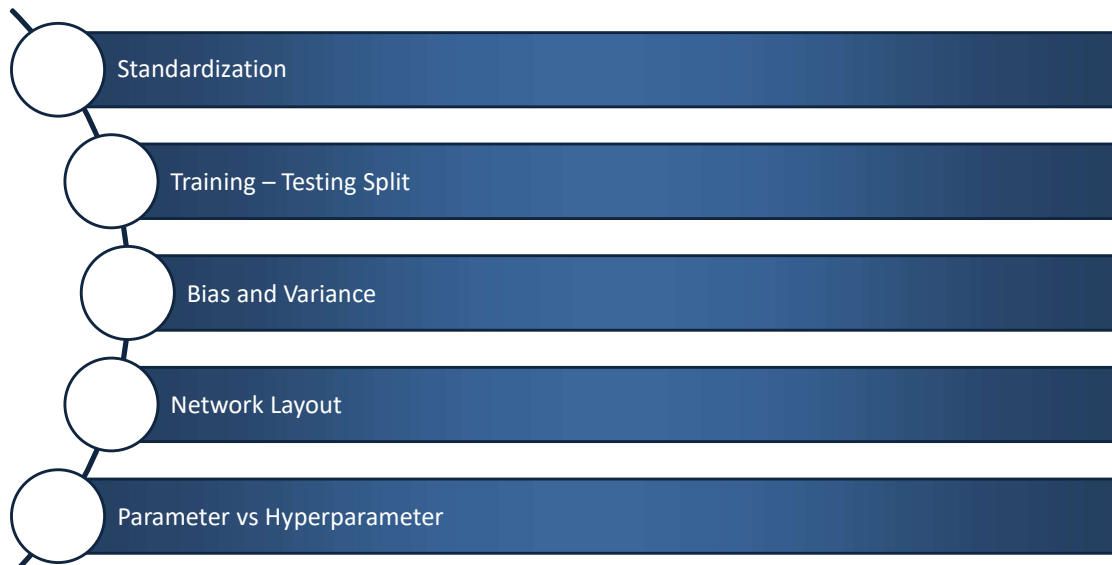 Standardization
Training – Testing Split
Bias and Variance
Network Layout
Parameter vs Hyperparameter